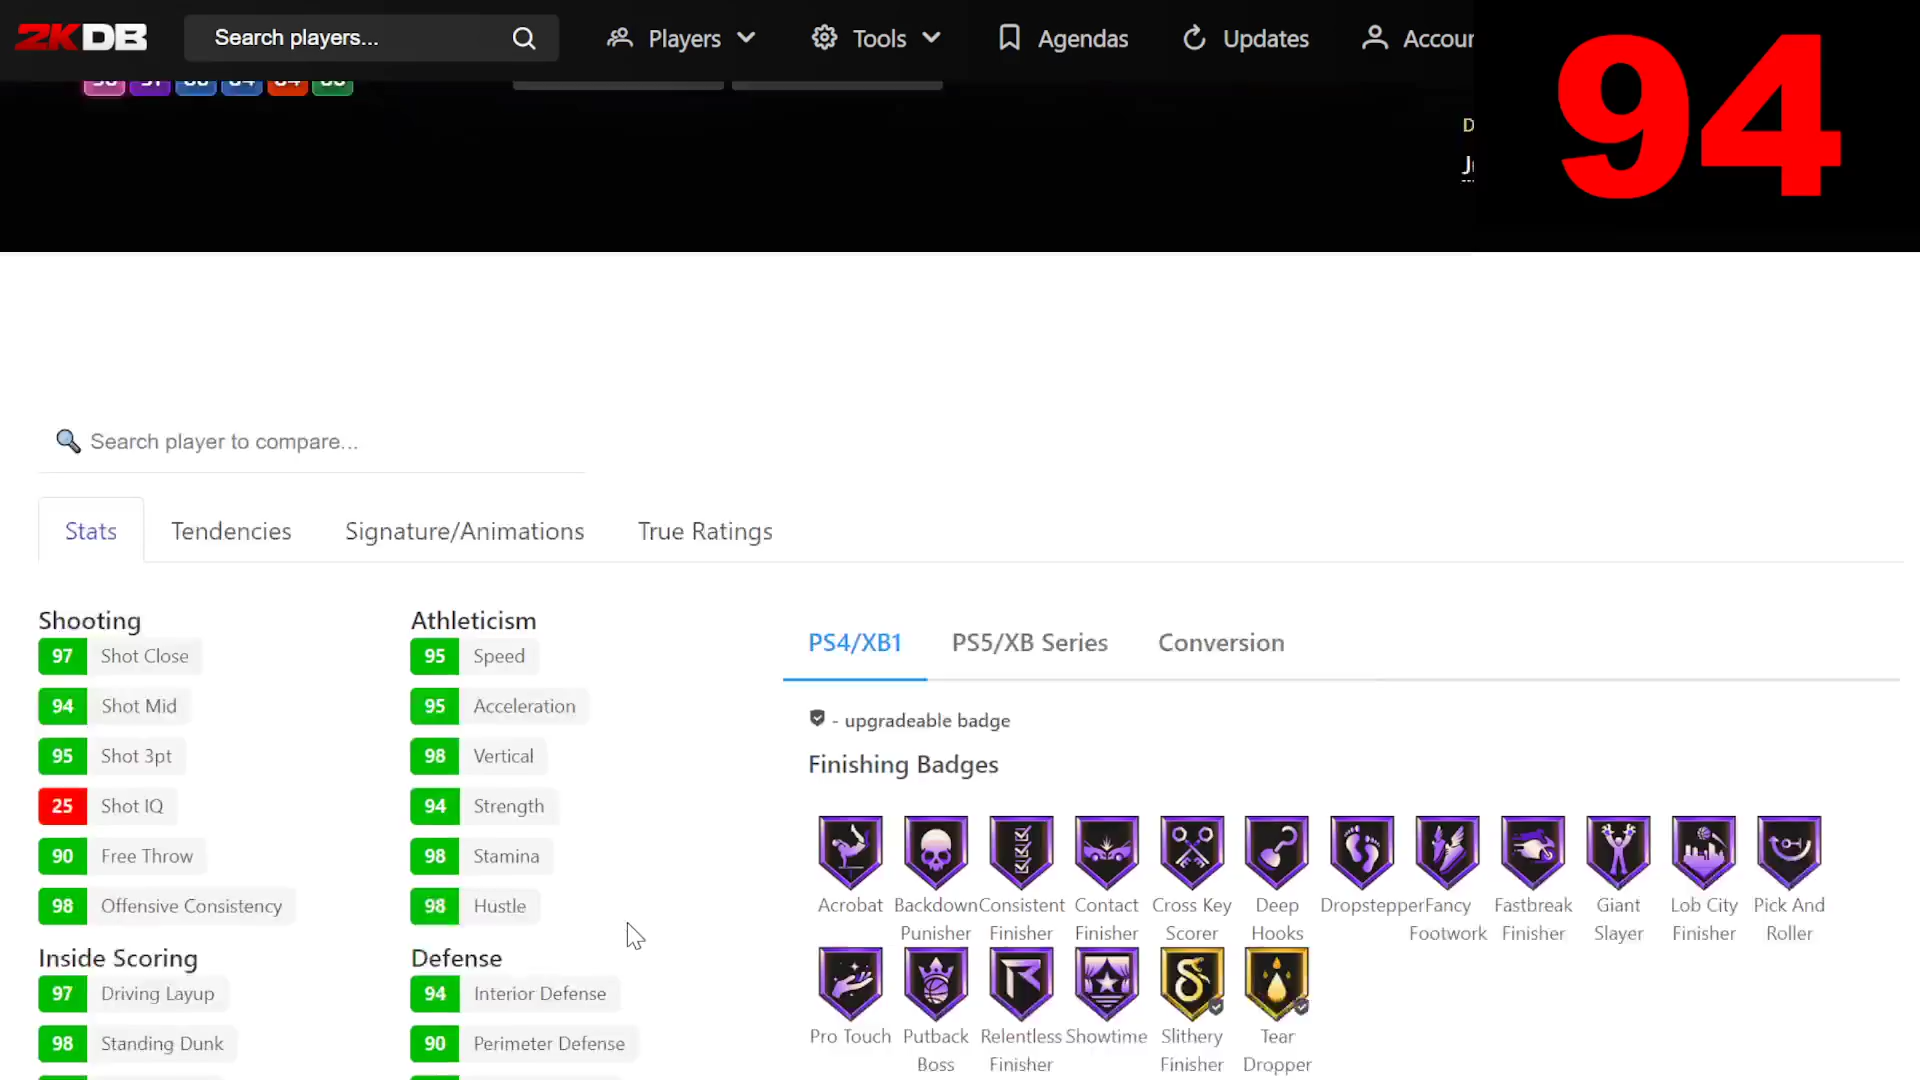 2KDB
Search players...
Players
Tools
Agendas
Updates
Accoun
94
Search player to compare...
Stats
Tendencies
Signature/Animations
True Ratings
Shooting
97 Shot Close
94 Shot Mid
95 Shot 3pt
25 Shot IQ
90 Free Throw
98 Offensive Consistency
Inside Scoring
97 Driving Layup
98 Standing Dunk
Athleticism
95 Speed
95 Acceleration
98 Vertical
94 Strength
98 Stamina
98 Hustle
Defense
94 Interior Defense
90 Perimeter Defense
PS4/XB1
PS5/XB Series
Conversion
- upgradeable badge
Finishing Badges
Acrobat
Backdown
Punisher
Consistent
Finisher
Contact
Finisher
Cross Key
Scorer
Deep
Hooks
Dropstepper
Fancy
Footwork
Fastbreak
Finisher
Giant
Slayer
Lob City
Finisher
Pick And
Roller
Pro Touch
Putback
Boss
Relentless
Finisher
Showtime
Slithery
Finisher
Tear
Dropper